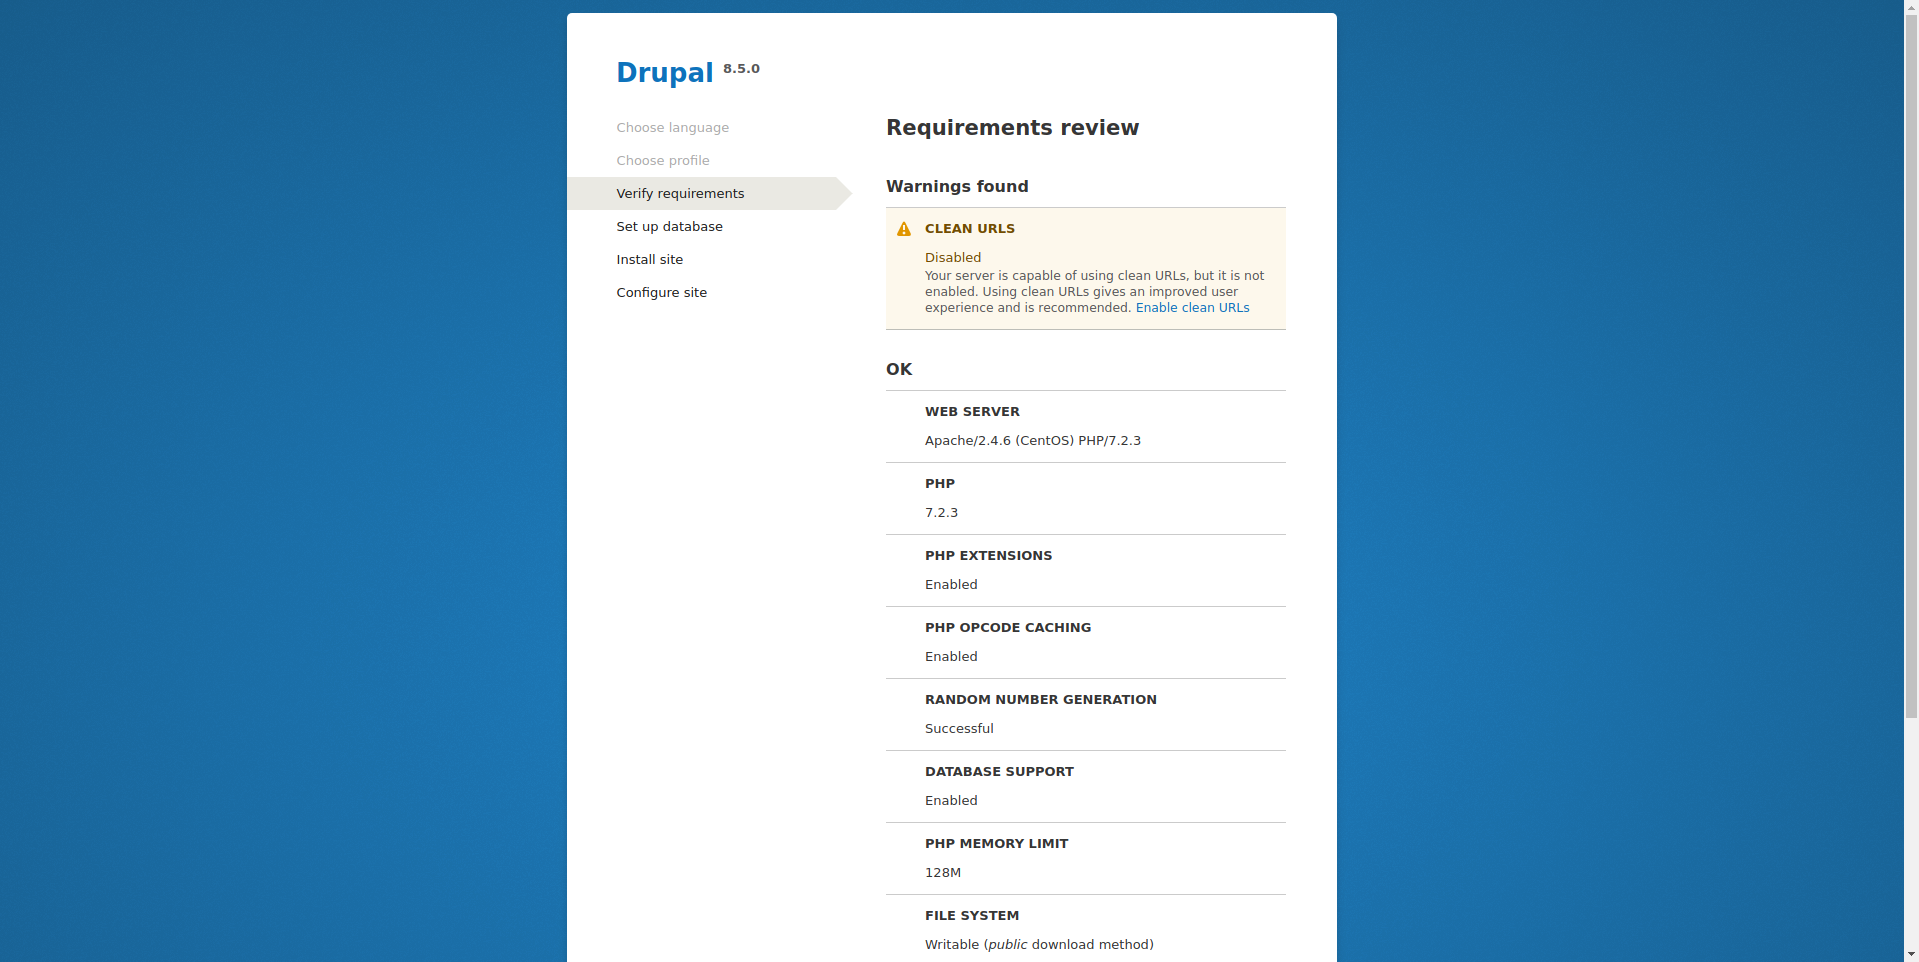 Drupal 8.5.0
Choose language
Choose profile
Verify requirements
Set up database
Install site
Configure site
Requirements review
Warnings found
CLEAN URLS
Disabled
Your server is capable of using clean URLs, but it is not
enabled. Using clean URLs gives an improved user
experience and is recommended. Enable clean URLs
OK
WEB SERVER
Apache/2.4.6 (CentOS) PHP/7.2.3
PHP
7.2.3
PHP EXTENSIONS
Enabled
PHP OPCODE CACHING
Enabled
RANDOM NUMBER GENERATION
Successful
DATABASE SUPPORT
Enabled
PHP MEMORY LIMIT
128M
FILE SYSTEM
Writable (public download method)